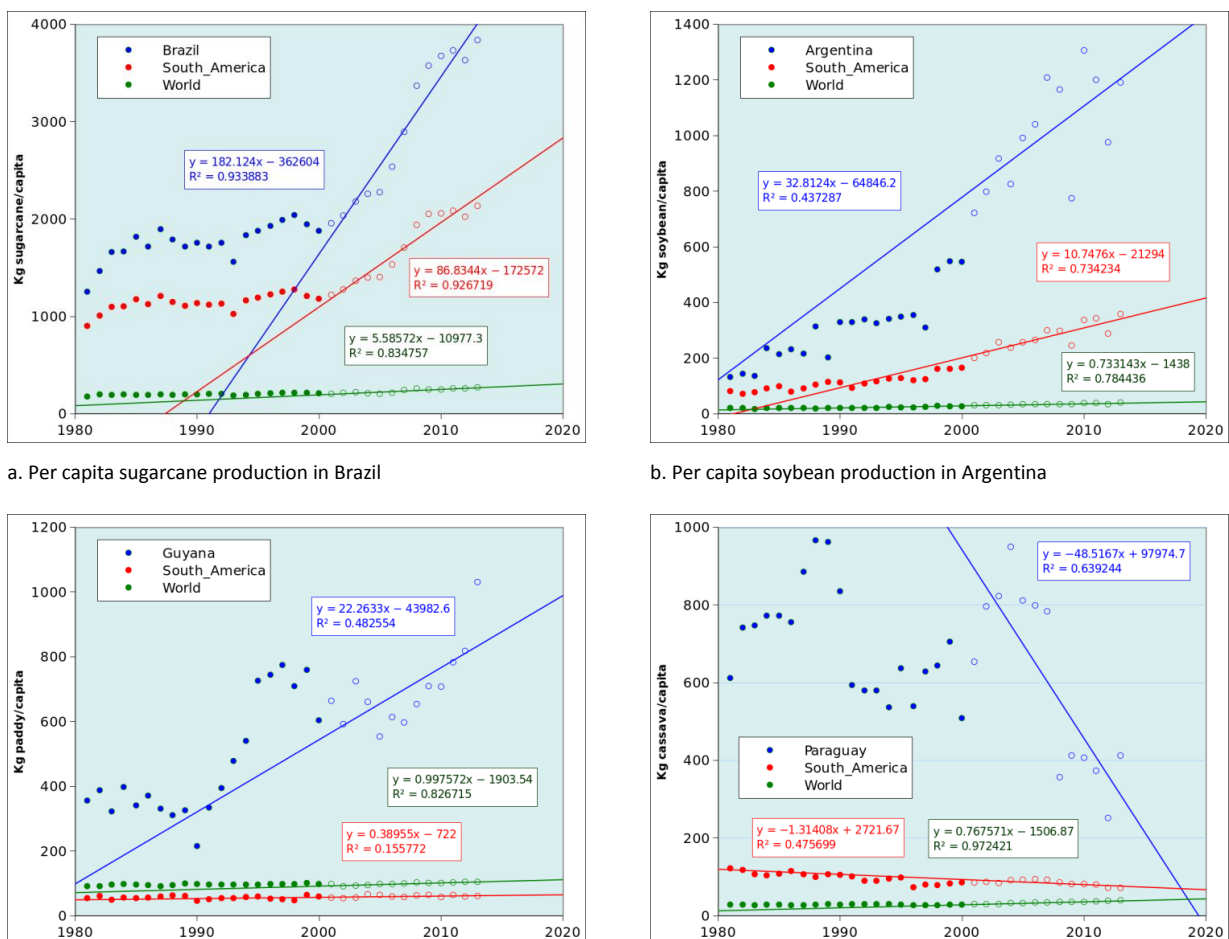 4000
3000
2000
1000
0
Kg sugarcane/capita
Brazil
South_America
World
y = 182.124x − 362604
R² = 0.933883
y = 86.8344x − 172572
R² = 0.926719
y = 5.58572x − 10977.3
R² = 0.834757
1980 1990 2000 2010 2020
a. Per capita sugarcane production in Brazil
1400
1200
1000
800
600
400
200
0
Kg soybean/capita
Argentina
South_America
World
y = 32.8124x − 64846.2
R² = 0.437287
y = 10.7476x − 21294
R² = 0.734234
y = 0.733143x − 1438
R² = 0.784436
1980 1990 2000 2010 2020
b. Per capita soybean production in Argentina
1200
1000
800
600
400
200
0
Kg paddy/capita
Guyana
South_America
World
y = 22.2633x − 43982.6
R² = 0.482554
y = 0.997572x − 1903.54
R² = 0.826715
y = 0.38955x − 722
R² = 0.155772
1980 1990 2000 2010 2020
1000
800
600
400
200
0
Kg cassava/capita
y = −48.5167x + 97974.7
R² = 0.639244
Paraguay
South_America
World
y = −1.31408x + 2721.67
R² = 0.475699
y = 0.767571x − 1506.87
R² = 0.972421
1980 1990 2000 2010 2020